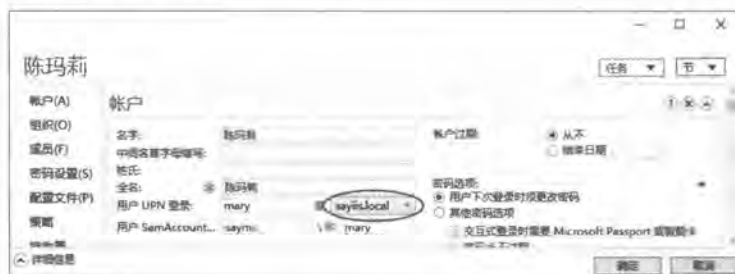 陈玛莉
任务
节
帐户(A)
组织(O)
成员(F)
密码设置(S)
配置文件(P)
策略
帐户
名字: 陈玛莉
中间名首字母缩写:
姓氏:
全名: 陈玛莉
用户 UPN 登录: mary
用户 SamAccount... mary
帐户过期:
从不
结束日期
密码选项:
用户下次登录时须更改密码
其他密码选项
交互式登录时需要 Microsoft Passport 或智能卡
详细信息
确定
取消